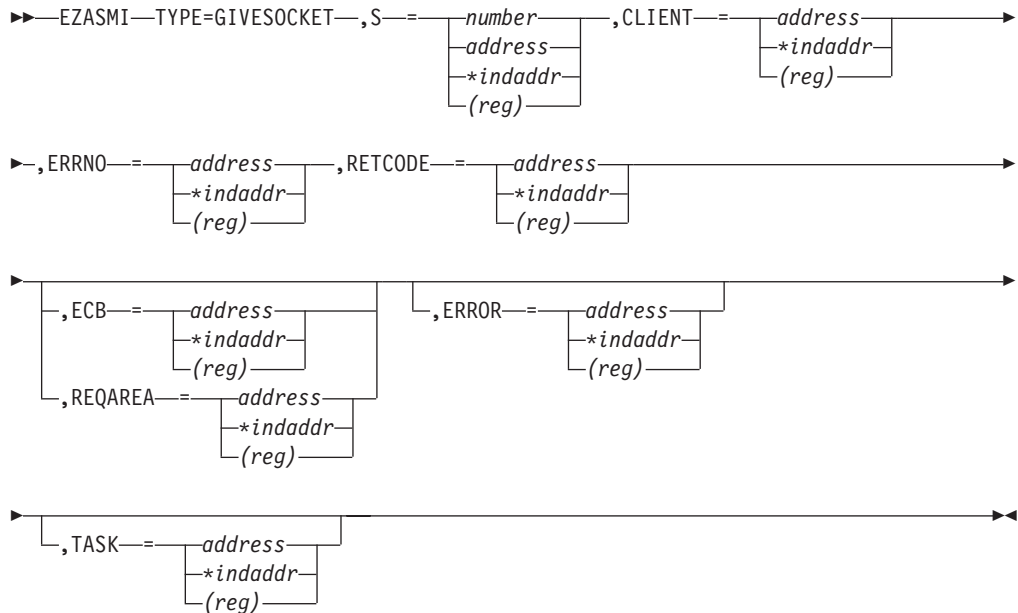 EZASMI TYPE=GIVESOCKET ,S = number ,CLIENT = address
address *indaddr
*indaddr (reg)
(reg)
,ERRNO = address ,RETCODE = address
*indaddr *indaddr
(reg) (reg)
,ECB = address ,ERROR = address
*indaddr *indaddr
(reg) (reg)
,REQAREA = address
*indaddr
(reg)
,TASK = address
*indaddr
(reg)